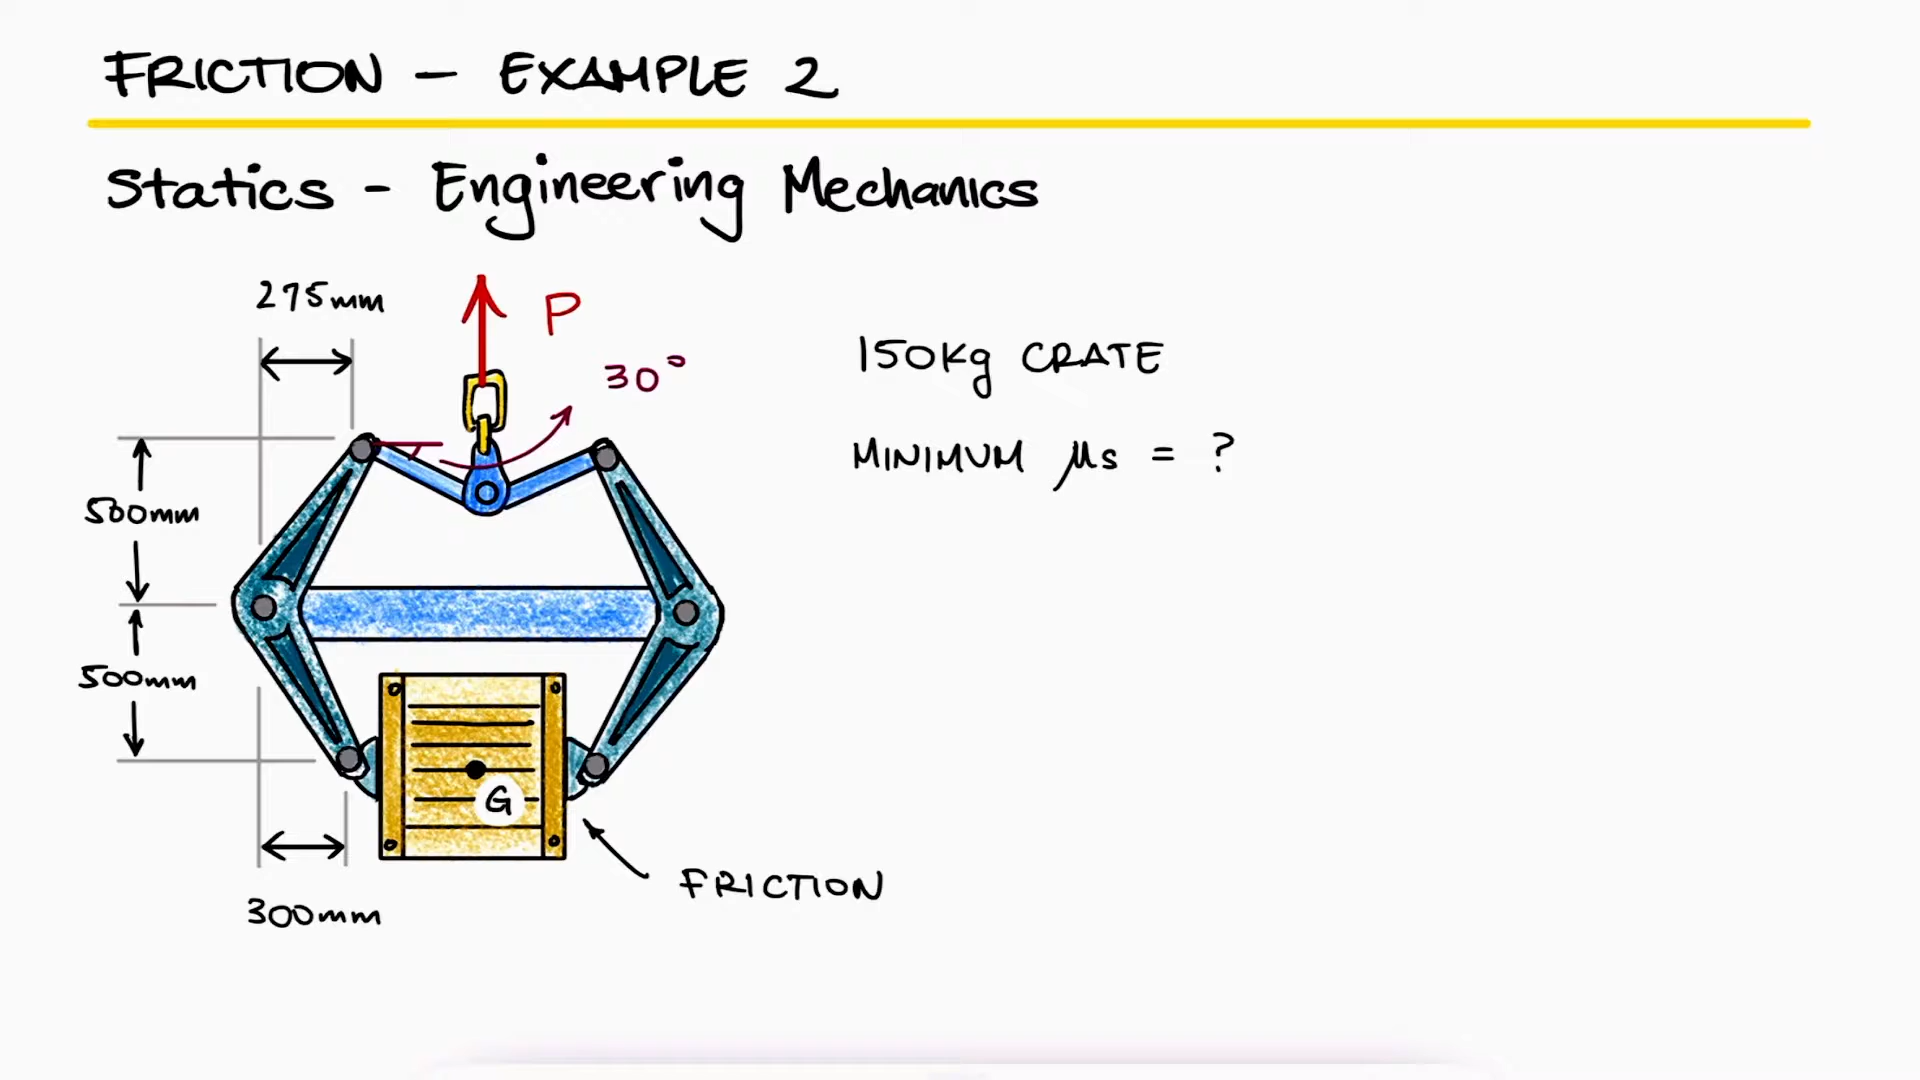 FRICTION - EXAMPLE 2
Statics - Engineering Mechanics
275mm
P
30°
150kg CRATE
MINIMUM μs = ?
500mm
500mm
G
FRICTION
300mm